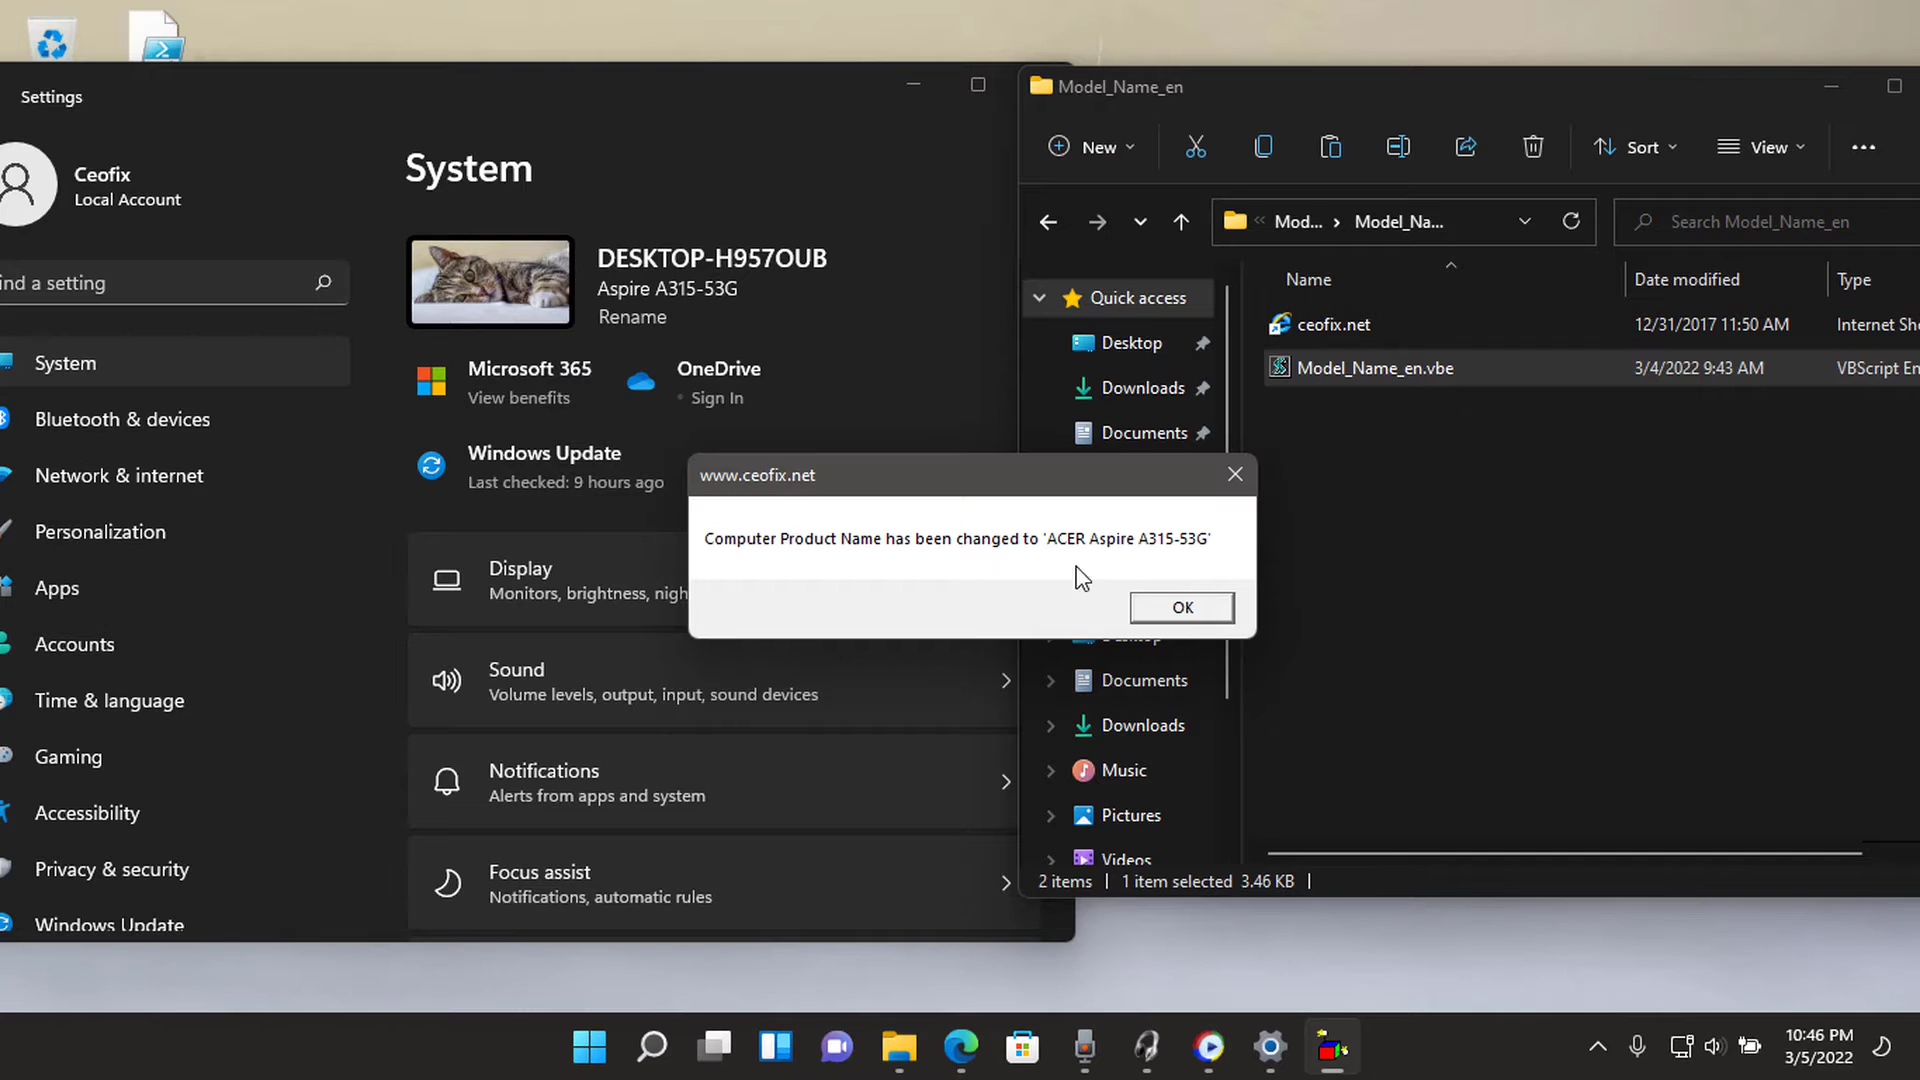 Settings
Ceofix
Local Account
ind a setting
System
Bluetooth & devices
Network & internet
Personalization
Apps
Accounts
Time & language
Gaming
Accessibility
Privacy & security
Windows Update
System
DESKTOP-H957OUB
Aspire A315-53G
Rename
Microsoft 365
View benefits
OneDrive
• Sign In
Windows Update
Last checked: 9 hours ago
Display
Monitors, brightness, nigh
Sound
Volume levels, output, input, sound devices
Notifications
Alerts from apps and system
Focus assist
Notifications, automatic rules
www.ceofix.net
Computer Product Name has been changed to 'ACER Aspire A315-53G'
OK
Model_Name_en
New
Sort
View
Mod... › Model_Na...
Search Model_Name_en
Quick access
Desktop
Downloads
Documents
Desktop
Documents
Downloads
Music
Pictures
Videos
Name Date modified Type
ceofix.net 12/31/2017 11:50 AM Internet Sho
Model_Name_en.vbe 3/4/2022 9:43 AM VBScript En
2 items | 1 item selected 3.46 KB |
10:46 PM
3/5/2022